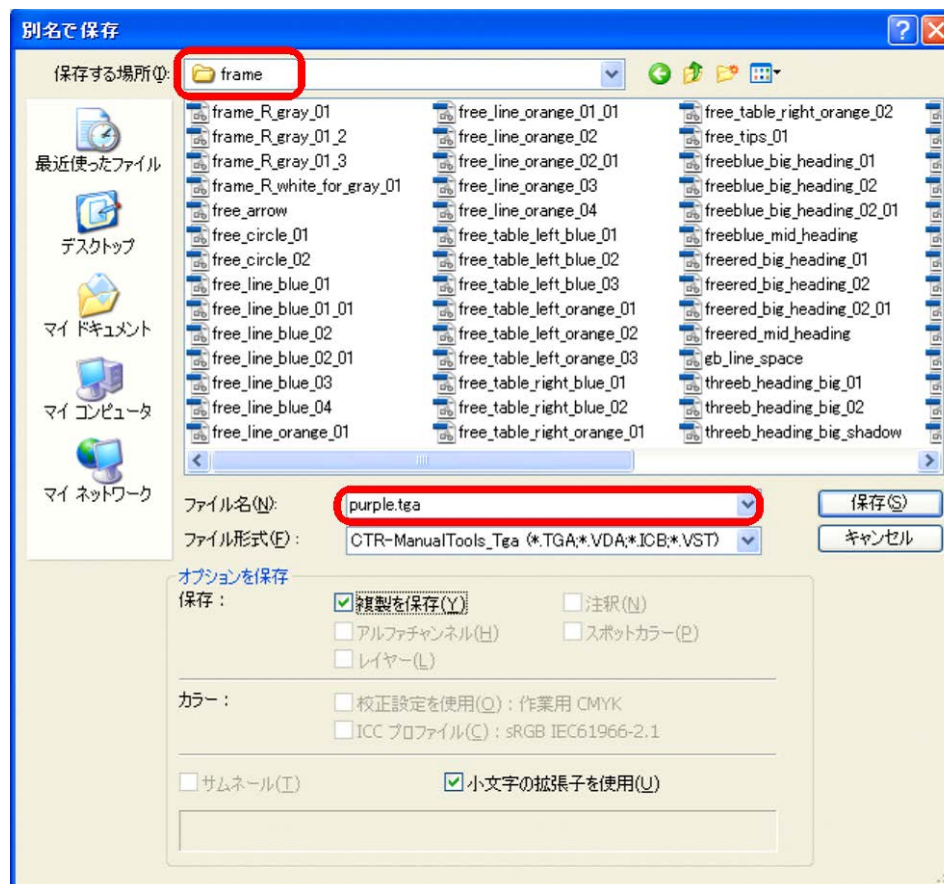 別名で保存
保存する場所(I):
frame
最近使ったファイル
デスクトップ
マイ ドキュメント
マイ コンピュータ
マイ ネットワーク
frame_R_gray_01
frame_R_gray_01_2
frame_R_gray_01_3
frame_R_white_for_gray_01
free_arrow
free_circle_01
free_circle_02
free_line_blue_01
free_line_blue_01_01
free_line_blue_02
free_line_blue_02_01
free_line_blue_03
free_line_blue_04
free_line_orange_01
free_line_orange_01_01
free_line_orange_02
free_line_orange_02_01
free_line_orange_03
free_line_orange_04
free_table_left_blue_01
free_table_left_blue_02
free_table_left_blue_03
free_table_left_orange_01
free_table_left_orange_02
free_table_left_orange_03
free_table_right_blue_01
free_table_right_blue_02
free_table_right_orange_01
free_table_right_orange_02
free_tips_01
freeblue_big_heading_01
freeblue_big_heading_02
freeblue_big_heading_02_01
freeblue_mid_heading
freered_big_heading_01
freered_big_heading_02
freered_big_heading_02_01
freered_mid_heading
gb_line_space
threeb_heading_big_01
threeb_heading_big_02
threeb_heading_big_shadow
ファイル名(N):
purple.tga
保存(S)
ファイル形式(F):
CTR-ManualTools_Tga (*.TGA;*.VDA;*.ICB;*.VST)
キャンセル
オプションを保存
保存：
複製を保存(Y)
注釈(N)
アルファチャンネル(H)
スポットカラー(P)
レイヤー(L)
カラー：
校正設定を使用(O)：作業用 CMYK
ICC プロファイル(C)：sRGB IEC61966-2.1
サムネール(T)
小文字の拡張子を使用(U)